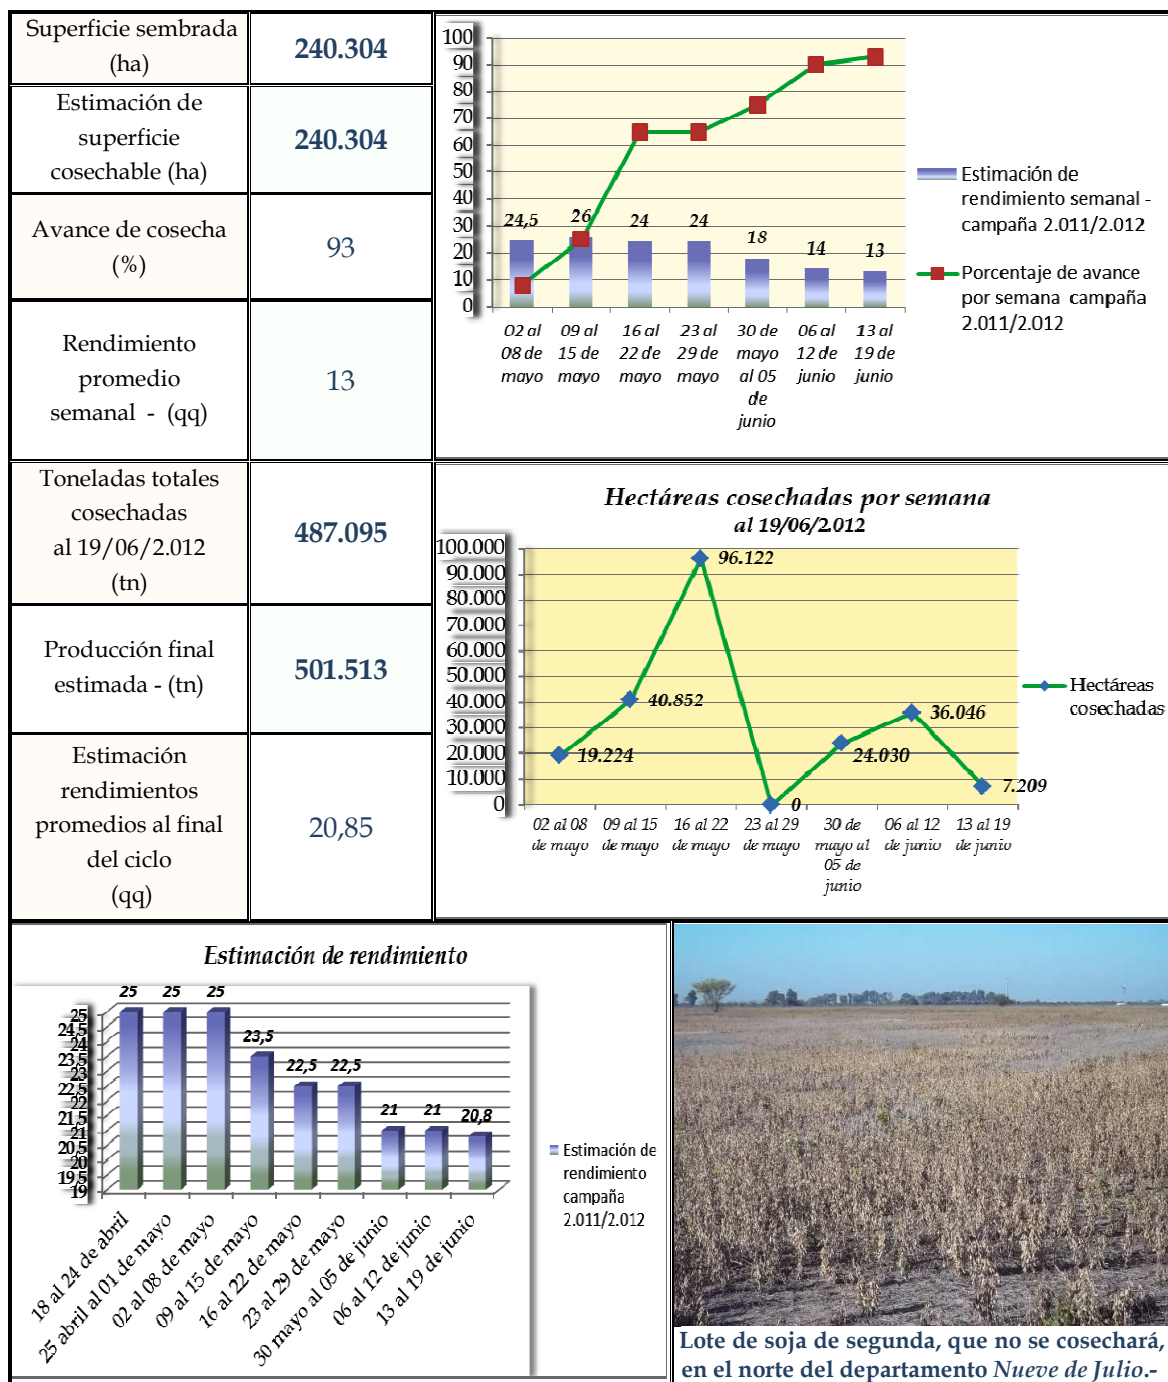 Superficie sembrada
(ha)
240.304
Estimación de
superficie
cosechable (ha)
240.304
Avance de cosecha
(%)
93
Rendimiento
promedio
semanal - (qq)
13
100
90
80
70
60
50
40
30
20
10
0
24,5
26
24
24
18
14
13
02 al
08 de
mayo
09 al
15 de
mayo
16 al
22 de
mayo
23 al
29 de
mayo
30 de
mayo
al 05
de
junio
06 al
12 de
junio
13 al
19 de
junio
Estimación de
rendimiento semanal -
campaña 2.011/2.012
Porcentaje de avance
por semana campaña
2.011/2.012
Toneladas totales
cosechadas
al 19/06/2.012
(tn)
487.095
Producción final
estimada - (tn)
501.513
Estimación
rendimientos
promedios al final
del ciclo
(qq)
20,85
Hectáreas cosechadas por semana
al 19/06/2.012
100.000
90.000
80.000
70.000
60.000
50.000
40.000
30.000
20.000
10.000
0
19.224
40.852
96.122
0
24.030
36.046
7.209
02 al 08
de mayo
09 al 15
de mayo
16 al 22
de mayo
23 al 29
de mayo
30 de
mayo al
05 de
junio
06 al 12
de junio
13 al 19
de junio
Hectáreas
cosechadas
Estimación de rendimiento
25
24,5
24
23,5
23
22,5
22
21,5
21
20,5
20
19,5
19
25
25
25
23,5
22,5
22,5
21
21
20,8
18 al 24 de abril
25 abril al 01 de mayo
02 al 08 de mayo
09 al 15 de mayo
16 al 22 de mayo
23 al 29 de mayo
30 mayo al 05 de junio
06 al 12 de junio
13 al 19 de junio
Estimación de
rendimiento
campaña
2.011/2.012
Lote de soja de segunda, que no se cosechará,
en el norte del departamento Nueve de Julio.-